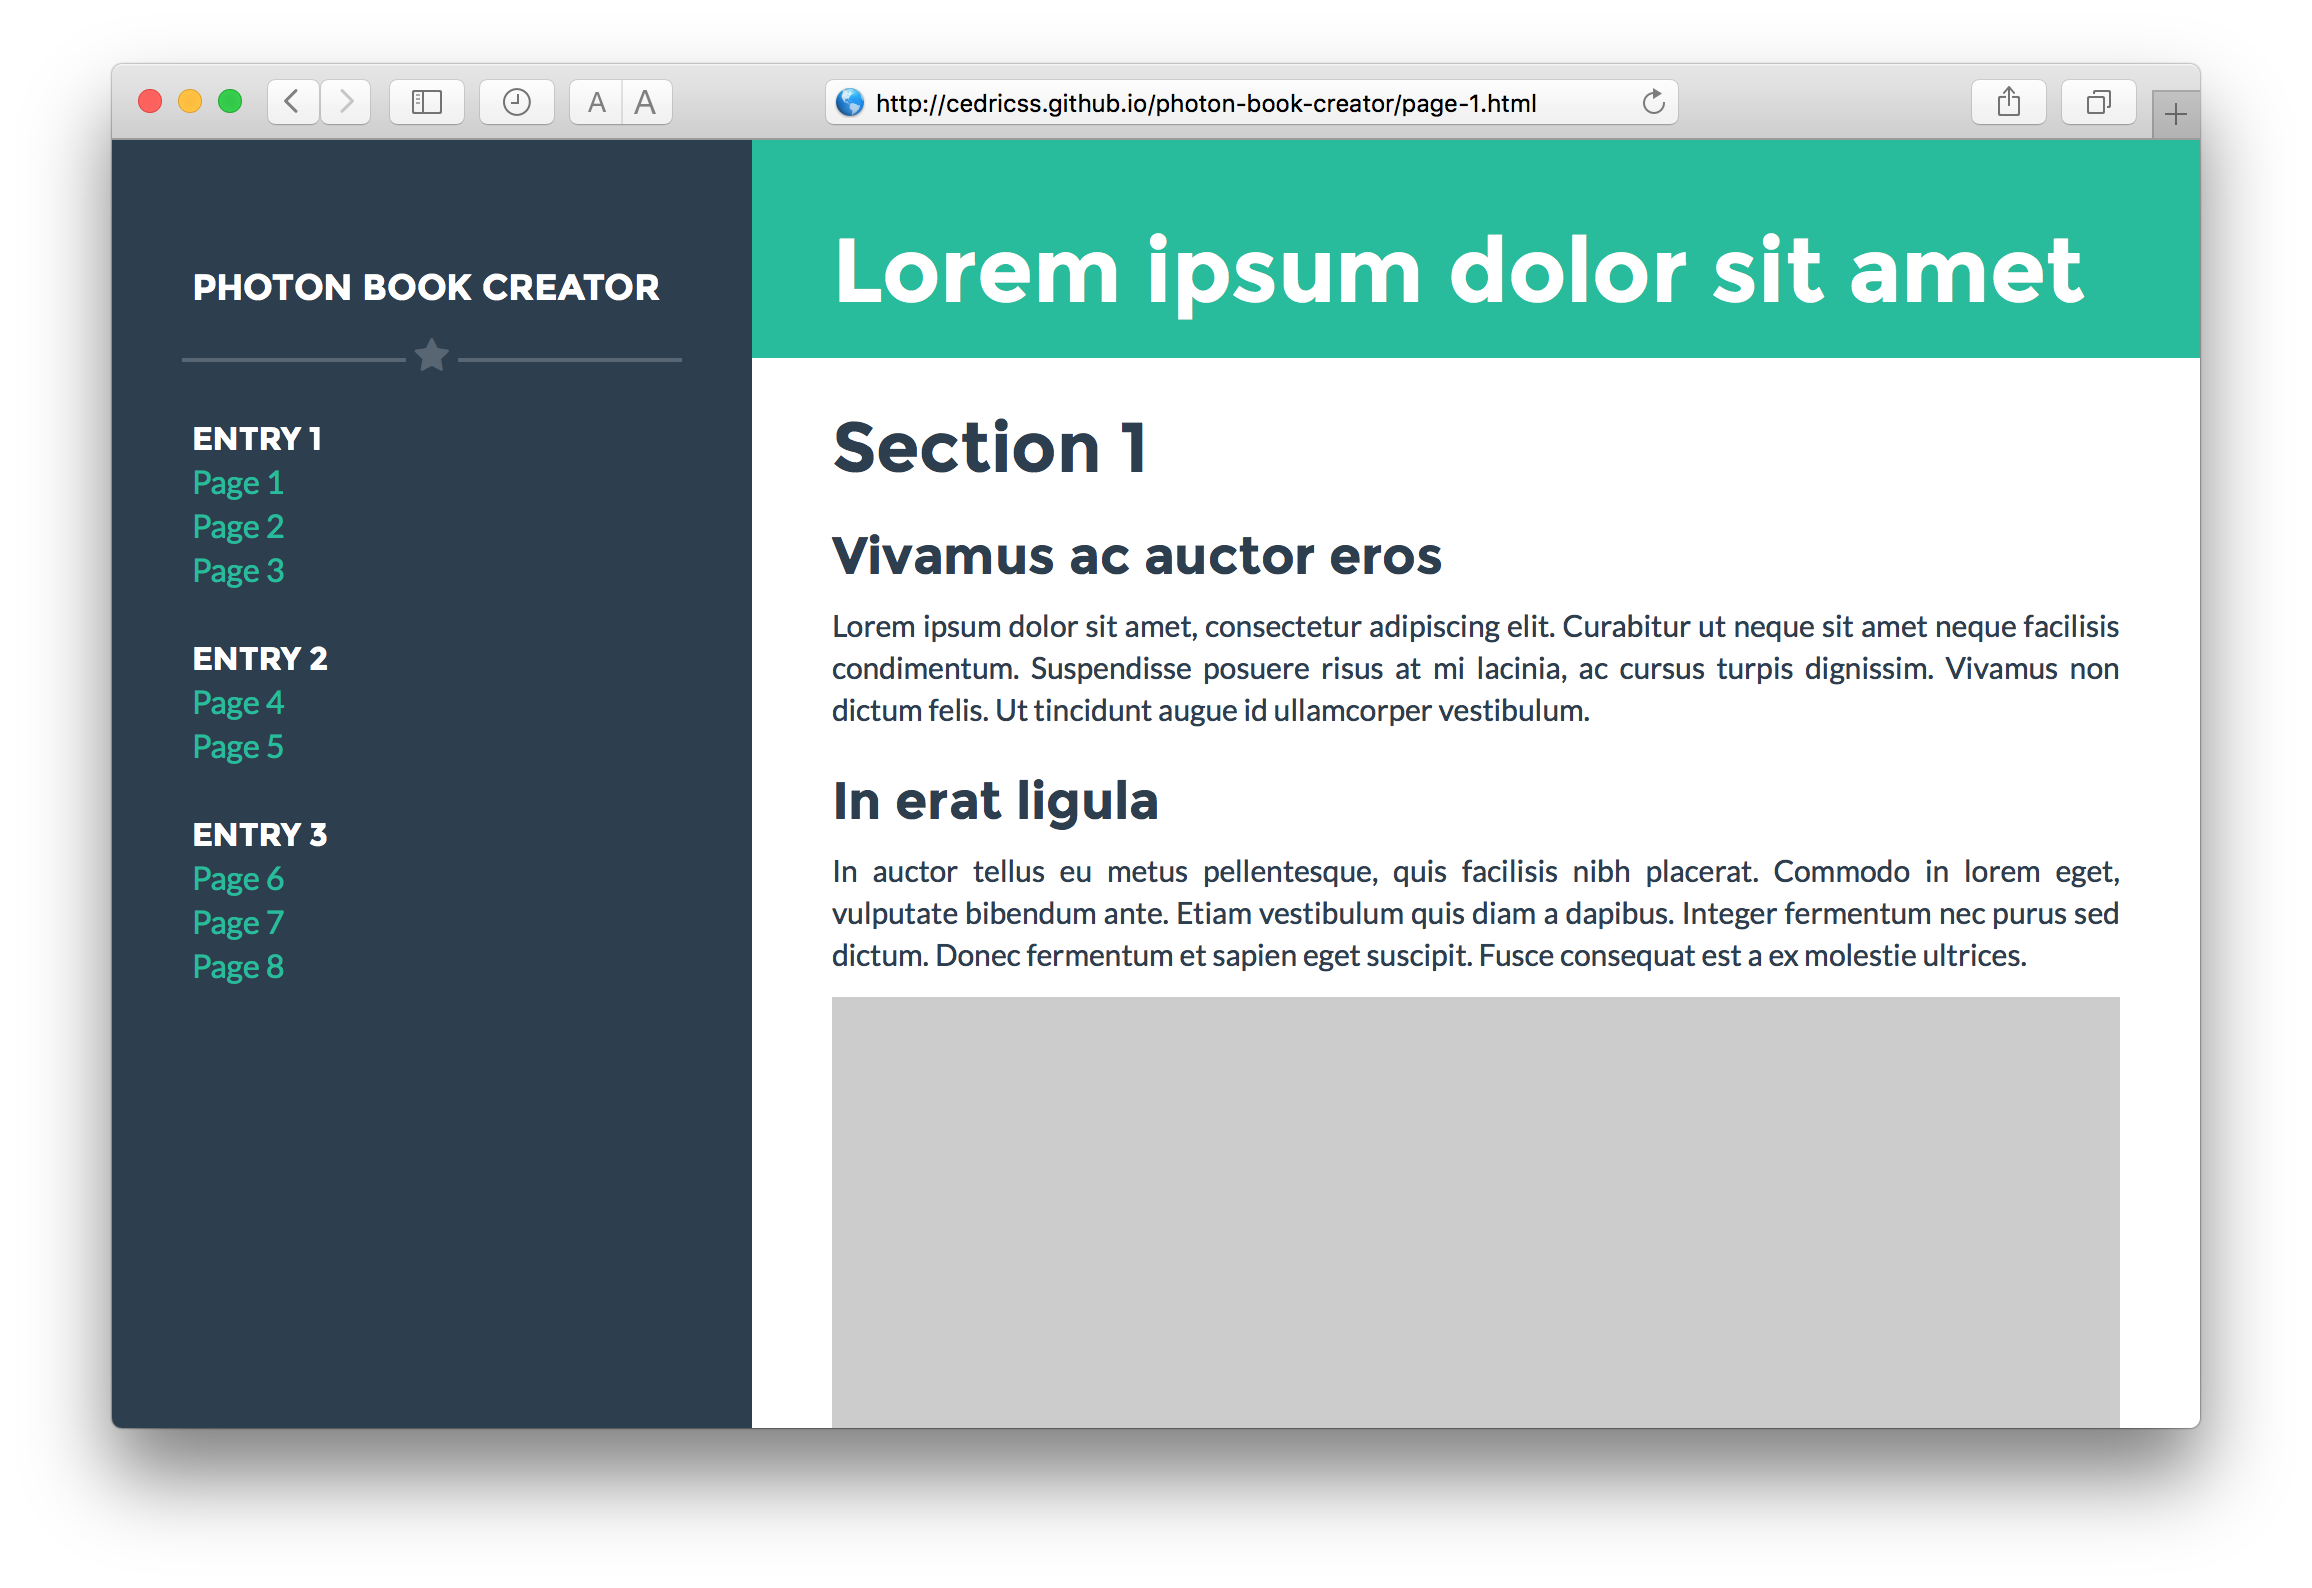 A A
http://cedricss.github.io/photon-book-creator/page-1.html
PHOTON BOOK CREATOR
ENTRY 1
Page 1
Page 2
Page 3
ENTRY 2
Page 4
Page 5
ENTRY 3
Page 6
Page 7
Page 8
Lorem ipsum dolor sit amet
Section 1
Vivamus ac auctor eros
Lorem ipsum dolor sit amet, consectetur adipiscing elit. Curabitur ut neque sit amet neque facilisis
condimentum. Suspendisse posuere risus at mi lacinia, ac cursus turpis dignissim. Vivamus non
dictum felis. Ut tincidunt augue id ullamcorper vestibulum.
In erat ligula
In auctor tellus eu metus pellentesque, quis facilisis nibh placerat. Commodo in lorem eget,
vulputate bibendum ante. Etiam vestibulum quis diam a dapibus. Integer fermentum nec purus sed
dictum. Donec fermentum et sapien eget suscipit. Fusce consequat est a ex molestie ultrices.